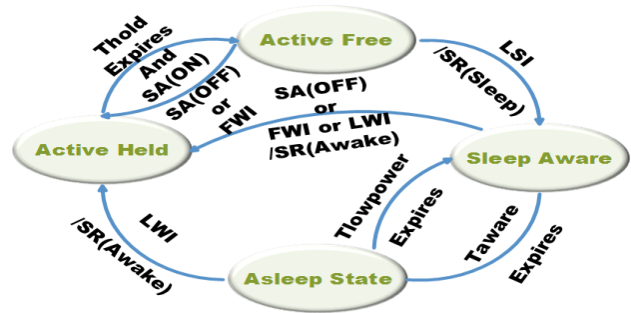 Active Free
Thold
Expires
And
SA(ON)
SA(OFF)
or
FWI
LSI
/SR(Sleep)
SA(OFF)
or
FWI or LWI
/SR(Awake)
Active Held
Sleep Aware
Tlowpower
Expires
Taware
Expires
LWI
/SR(Awake)
Asleep State